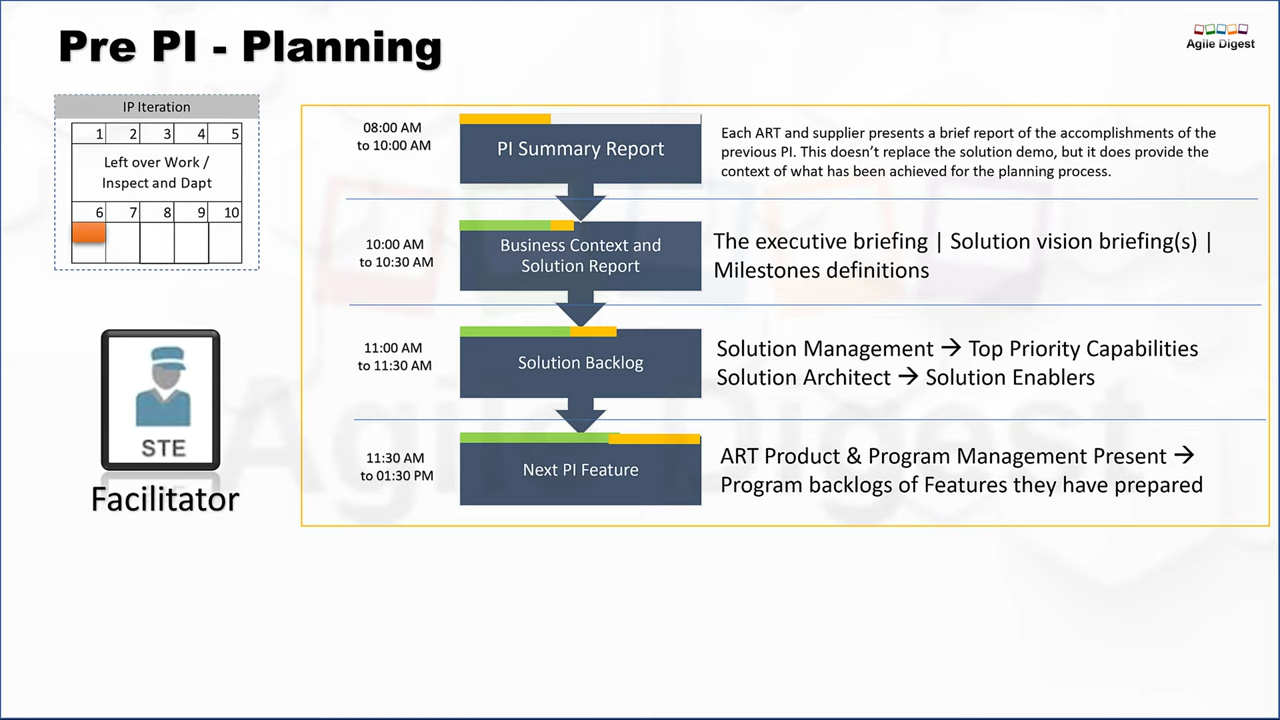 Pre PI - Planning
Agile Digest
IP Iteration
1 2 3 4 5
Left over Work /
Inspect and Dapt
6 7 8 9 10
STE
Facilitator
08:00 AM
to 10:00 AM
PI Summary Report
Each ART and supplier presents a brief report of the accomplishments of the
previous PI. This doesn't replace the solution demo, but it does provide the
context of what has been achieved for the planning process.
10:00 AM
to 10:30 AM
Business Context and
Solution Report
The executive briefing | Solution vision briefing(s) |
Milestones definitions
11:00 AM
to 11:30 AM
Solution Backlog
Solution Management → Top Priority Capabilities
Solution Architect → Solution Enablers
11:30 AM
to 01:30 PM
Next PI Feature
ART Product & Program Management Present →
Program backlogs of Features they have prepared
Agile Digest